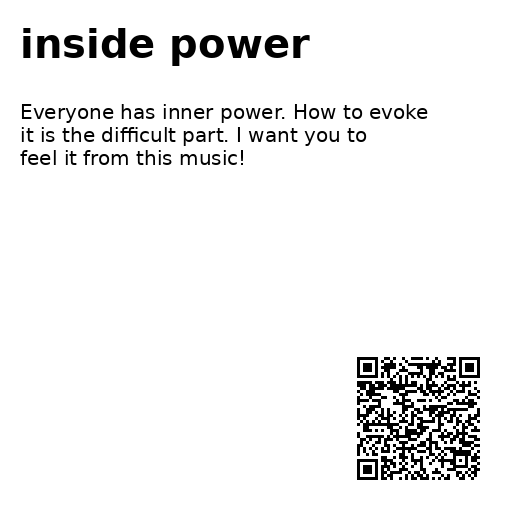 inside power
Everyone has inner power. How to evoke
it is the difficult part. I want you to
feel it from this music!